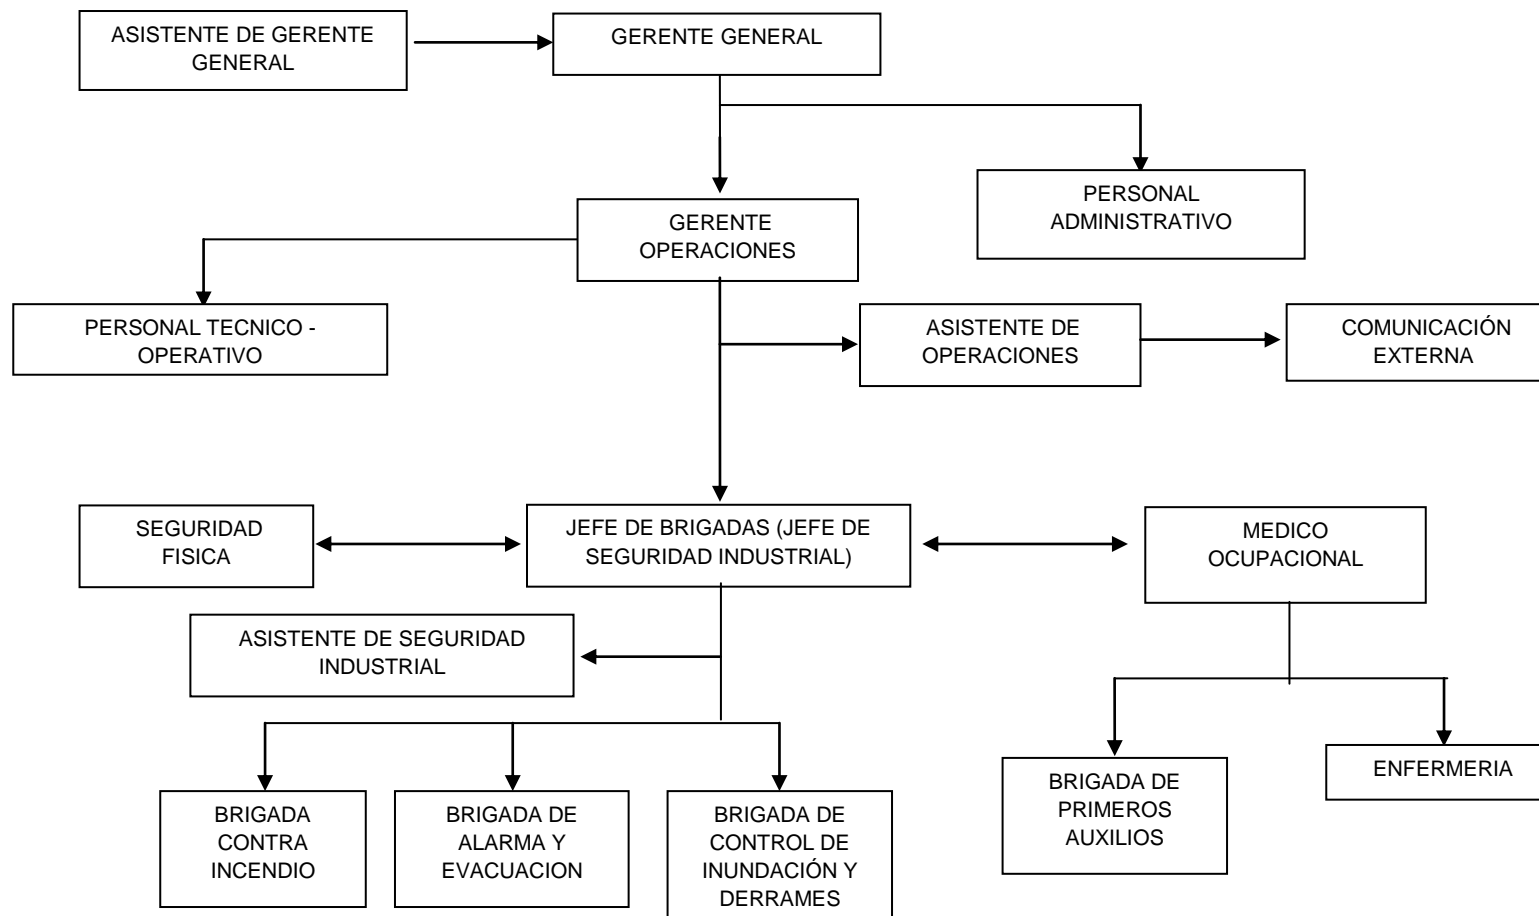 ASISTENTE DE GERENTE
GENERAL
GERENTE GENERAL
PERSONAL
ADMINISTRATIVO
GERENTE
OPERACIONES
PERSONAL TECNICO -
OPERATIVO
ASISTENTE DE
OPERACIONES
COMUNICACIÓN
EXTERNA
SEGURIDAD
FISICA
JEFE DE BRIGADAS (JEFE DE
SEGURIDAD INDUSTRIAL)
MEDICO
OCUPACIONAL
ASISTENTE DE SEGURIDAD
INDUSTRIAL
BRIGADA
CONTRA
INCENDIO
BRIGADA DE
ALARMA Y
EVACUACION
BRIGADA DE
CONTROL DE
INUNDACIÓN Y
DERRAMES
BRIGADA DE
PRIMEROS
AUXILIOS
ENFERMERIA